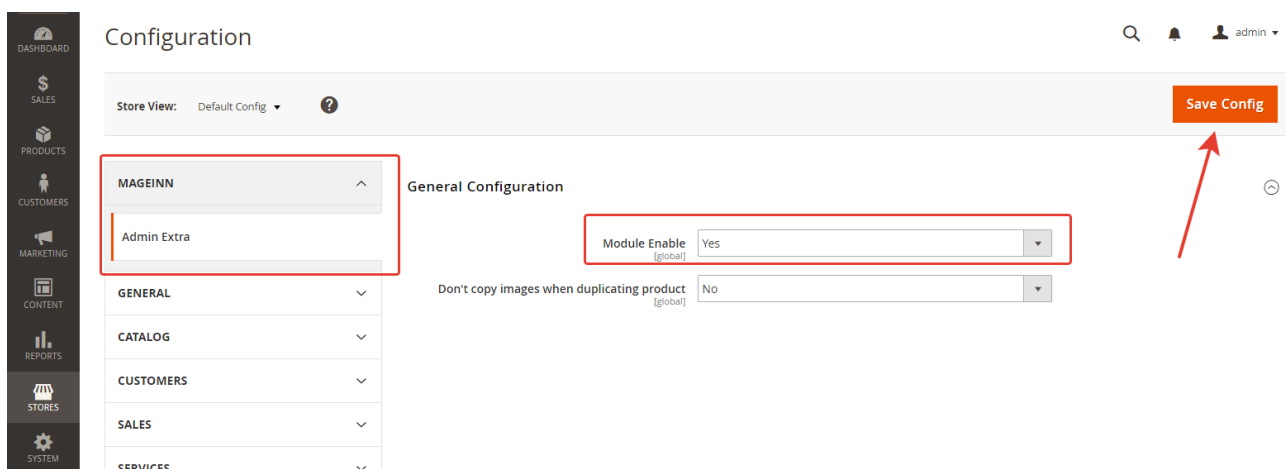 DASHBOARD
SALES
PRODUCTS
CUSTOMERS
MARKETING
CONTENT
REPORTS
STORES
SYSTEM
Configuration
admin
Store View: Default Config ?
Save Config
MAGEINN
Admin Extra
GENERAL
CATALOG
CUSTOMERS
SALES
SERVICES
General Configuration
Module Enable Yes
[global]
Don't copy images when duplicating product No
[global]